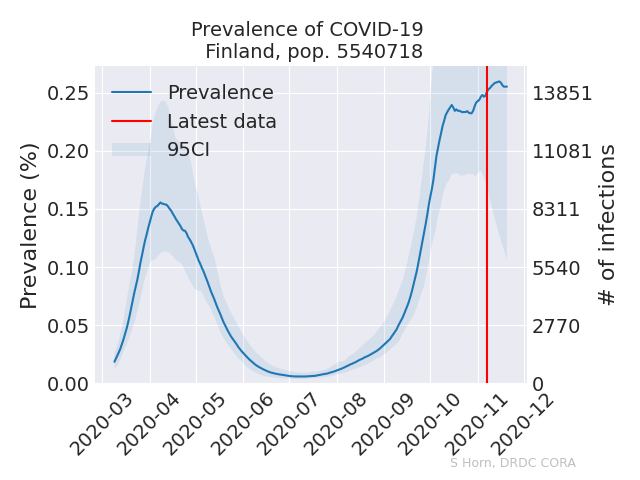 Prevalence of COVID-19
Finland, pop. 5540718
Prevalence
Latest data
95CI
Prevalence (%)
0.25
0.20
0.15
0.10
0.05
0.00
13851
11081
8311
5540
2770
0
# of infections
2020-03
2020-04
2020-05
2020-06
2020-07
2020-08
2020-09
2020-10
2020-11
2020-12
S Horn, DRDC CORA